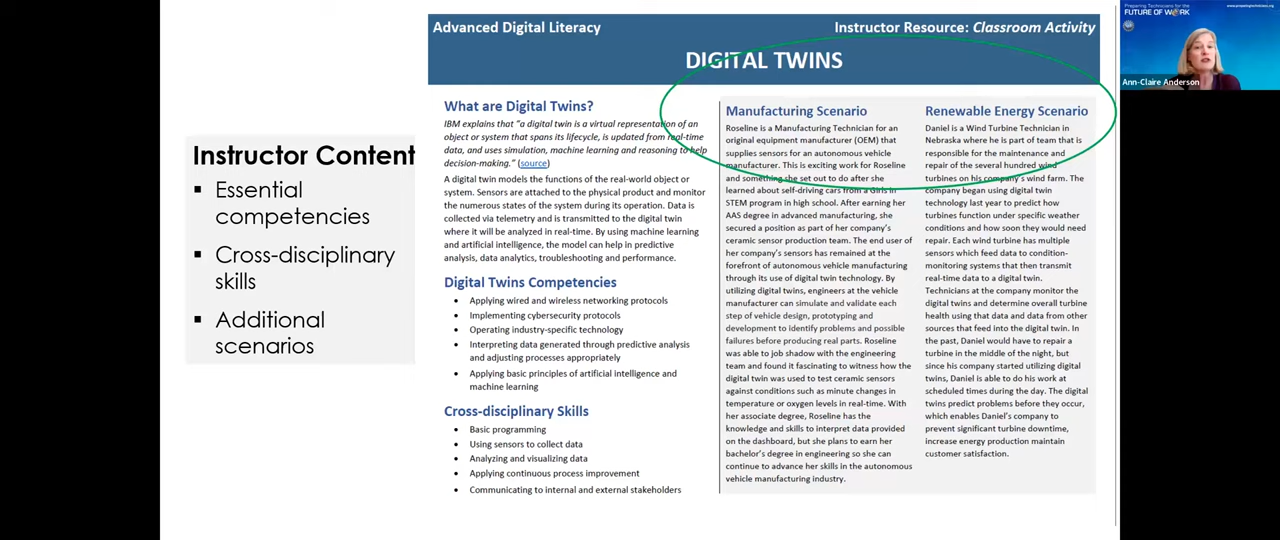 Instructor Content
▪ Essential
competencies
▪ Cross-disciplinary
skills
▪ Additional
scenarios
Advanced Digital Literacy
Instructor Resource: Classroom Activity
DIGITAL TWINS
What are Digital Twins?
IBM explains that "a digital twin is a virtual representation of an
object or system that spans its lifecycle, is updated from real-time
data, and uses simulation, machine learning and reasoning to help
decision-making." (source)
A digital twin models the functions of the real-world object or
system. Sensors are attached to the physical product and monitor
the numerous states of the system during its operation. Data is
collected via telemetry and is transmitted to the digital twin
where it will be analyzed in real-time. By using machine learning
and artificial intelligence, the model can help in predictive
analysis, data analytics, troubleshooting and performance.
Digital Twins Competencies
• Applying wired and wireless networking protocols
• Implementing cybersecurity protocols
• Operating industry-specific technology
• Interpreting data generated through predictive analysis
and adjusting processes appropriately
• Applying basic principles of artificial intelligence and
machine learning
Cross-disciplinary Skills
• Basic programming
• Using sensors to collect data
• Analyzing and visualizing data
• Applying continuous process improvement
• Communicating to internal and external stakeholders
Manufacturing Scenario
Roseline is a Manufacturing Technician for an
original equipment manufacturer (OEM) that
supplies sensors for an autonomous vehicle
manufacturer. This is exciting work for Roseline
and something she set out to do after she
learned about self-driving cars from a Girls in
STEM program in high school. After earning her
AAS degree in advanced manufacturing, she
secured a position as part of her company's
ceramic sensor production team. The end user of
her company's sensors has remained at the
forefront of autonomous vehicle manufacturing
through its use of digital twin technology. By
utilizing digital twins, engineers at the vehicle
manufacturer can simulate and validate each
step of vehicle design, prototyping and
development to identify problems and possible
failures before producing real parts. Roseline
was able to job shadow with the engineering
team and found it fascinating to witness how the
digital twin was used to test ceramic sensors
against conditions such as minute changes in
temperature or oxygen levels in real-time. With
her associate degree, Roseline has the
knowledge and skills to interpret data provided
on the dashboard, but she plans to earn her
bachelor's degree in engineering so she can
continue to advance her skills in the autonomous
vehicle manufacturing industry.
Renewable Energy Scenario
Daniel is a Wind Turbine Technician in
Nebraska where he is part of team that is
responsible for the maintenance and
repair of the several hundred wind
turbines on his company's wind farm. The
company began using digital twin
technology last year to predict how
turbines function under specific weather
conditions and how soon they would need
repair. Each wind turbine has multiple
sensors which feed data to condition-
monitoring systems that then transmit
real-time data to a digital twin.
Technicians at the company monitor the
digital twins and determine overall turbine
health using that data and data from other
sources that feed into the digital twin. In
the past, Daniel would have to repair a
turbine in the middle of the night, but
since his company started utilizing digital
twins, Daniel is able to do his work at
scheduled times during the day. The digital
twins predict problems before they occur,
which enables Daniel's company to
prevent significant turbine downtime,
increase energy production maintain
customer satisfaction.
Preparing Technicians for the
FUTURE OF WORK
www.preparingtechnicians.org
Ann-Claire Anderson